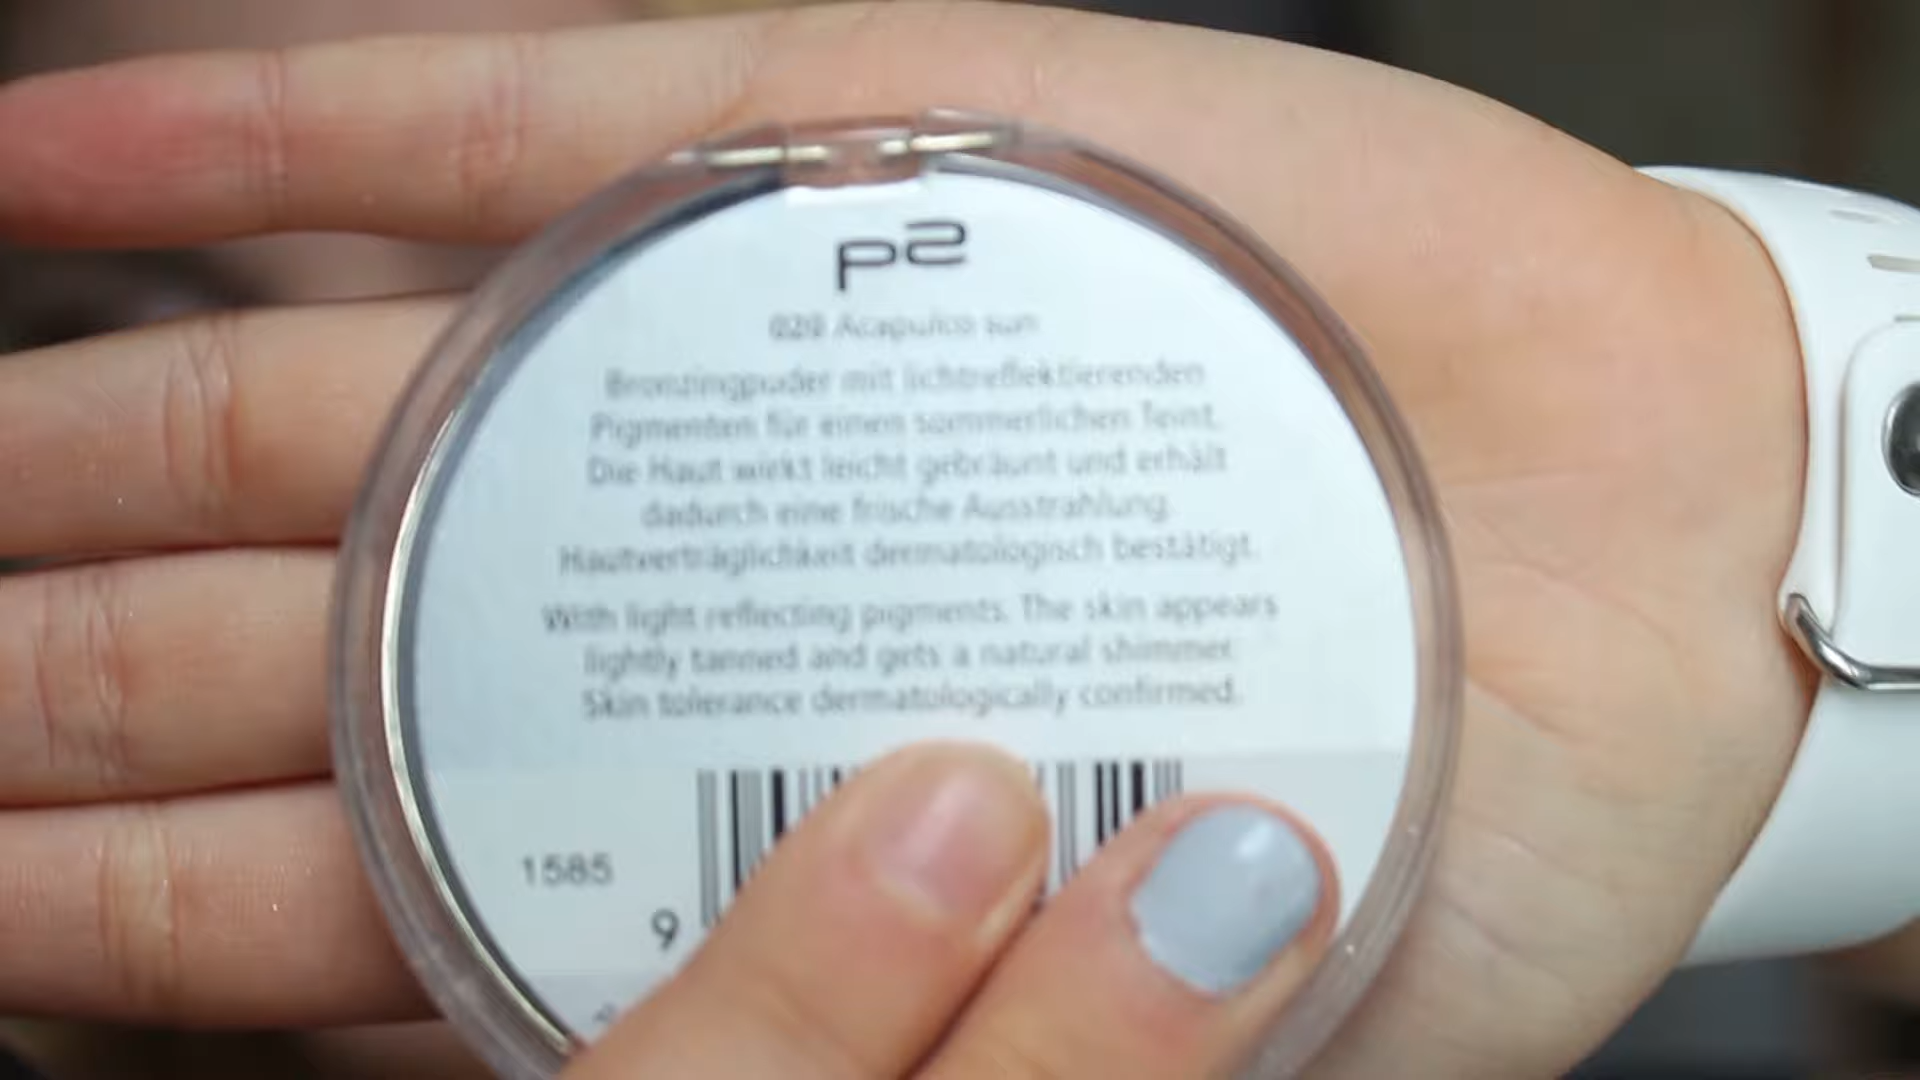 p2
020 Acapulco sun
Bronzingpuder mit lichtreflektierenden
Pigmenten für einen sommerlichen Teint.
Die Haut wirkt leicht gebräunt und erhält
dadurch eine frische Ausstrahlung.
Hautverträglichkeit dermatologisch bestätigt.
With light reflecting pigments. The skin appears
lightly tanned and gets a natural shimmer.
Skin tolerance dermatologically confirmed.
1585
9